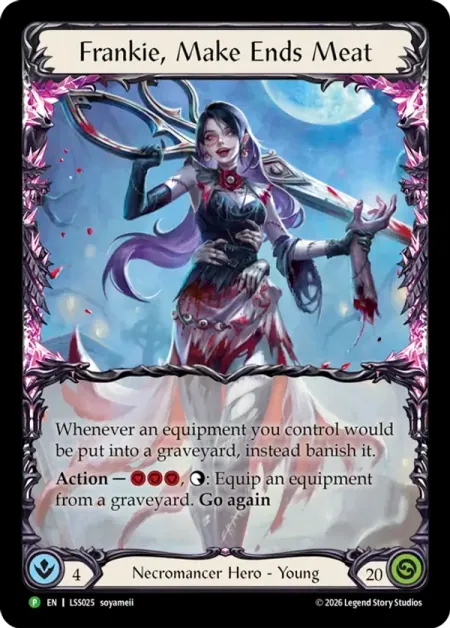 Frankie, Make Ends Meat
Whenever an equipment you control would
be put into a graveyard, instead banish it.
Action — , : Equip an equipment
from a graveyard. Go again
4 Necromancer Hero - Young 20
P EN | LSS025 soyameii © 2026 Legend Story Studios